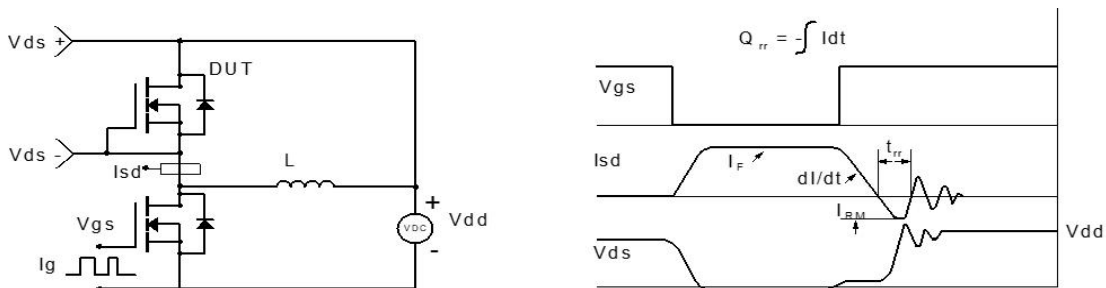 Vds +
DUT
Vds -
Isd
L
Vgs
+
VDC
-
Vdd
Ig
Q rr = -∫ Idt
Vgs
Isd
I F
dI/dt
t rr
I RM
Vds
Vdd